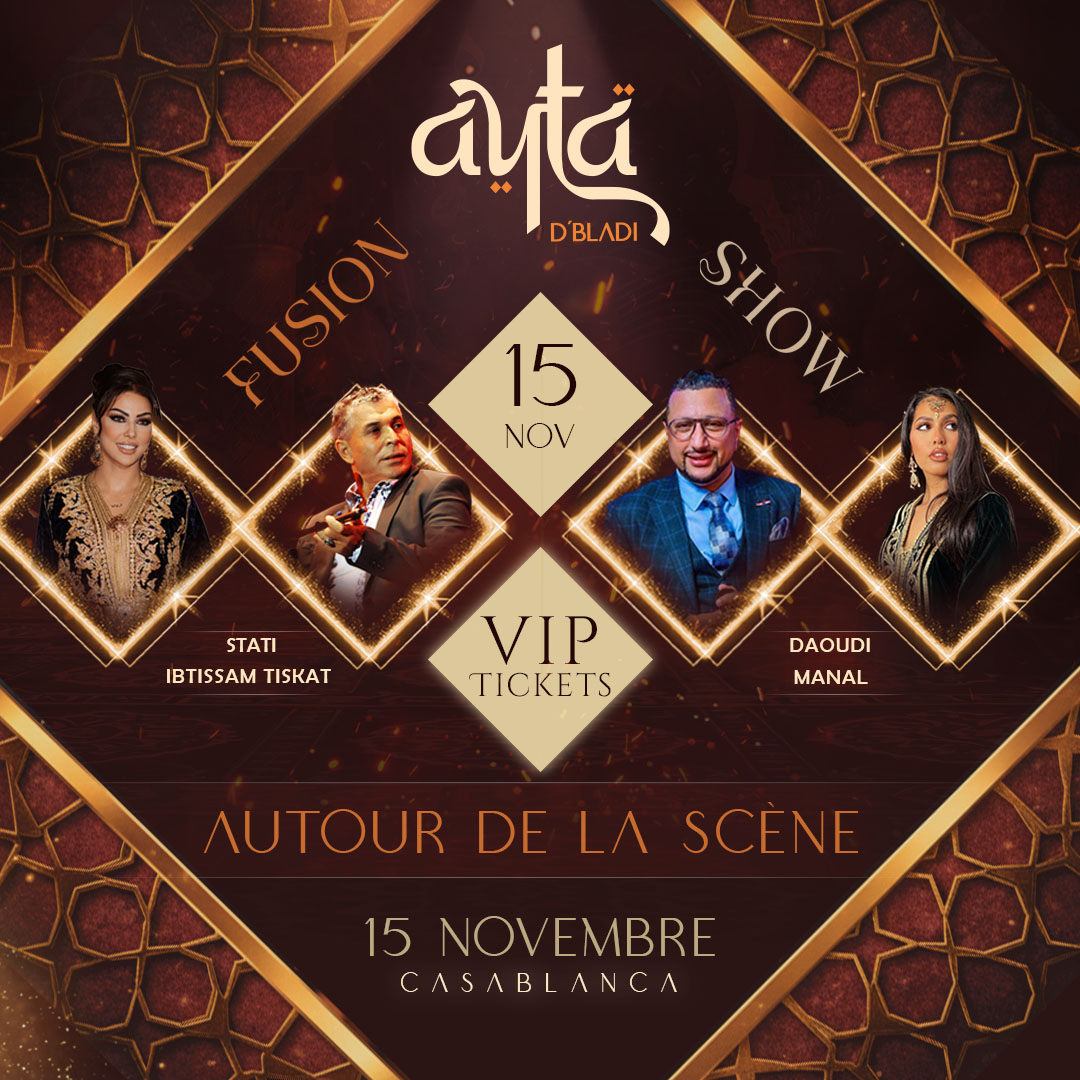 aytä
D'BLADI
FUSION
SHOW
15
NOV
STATI
IBTISSAM TISKAT
VIP
TICKETS
DAOUDI
MANAL
AUTOUR DE LA SCÈNE
15 NOVEMBRE
CASABLANCA